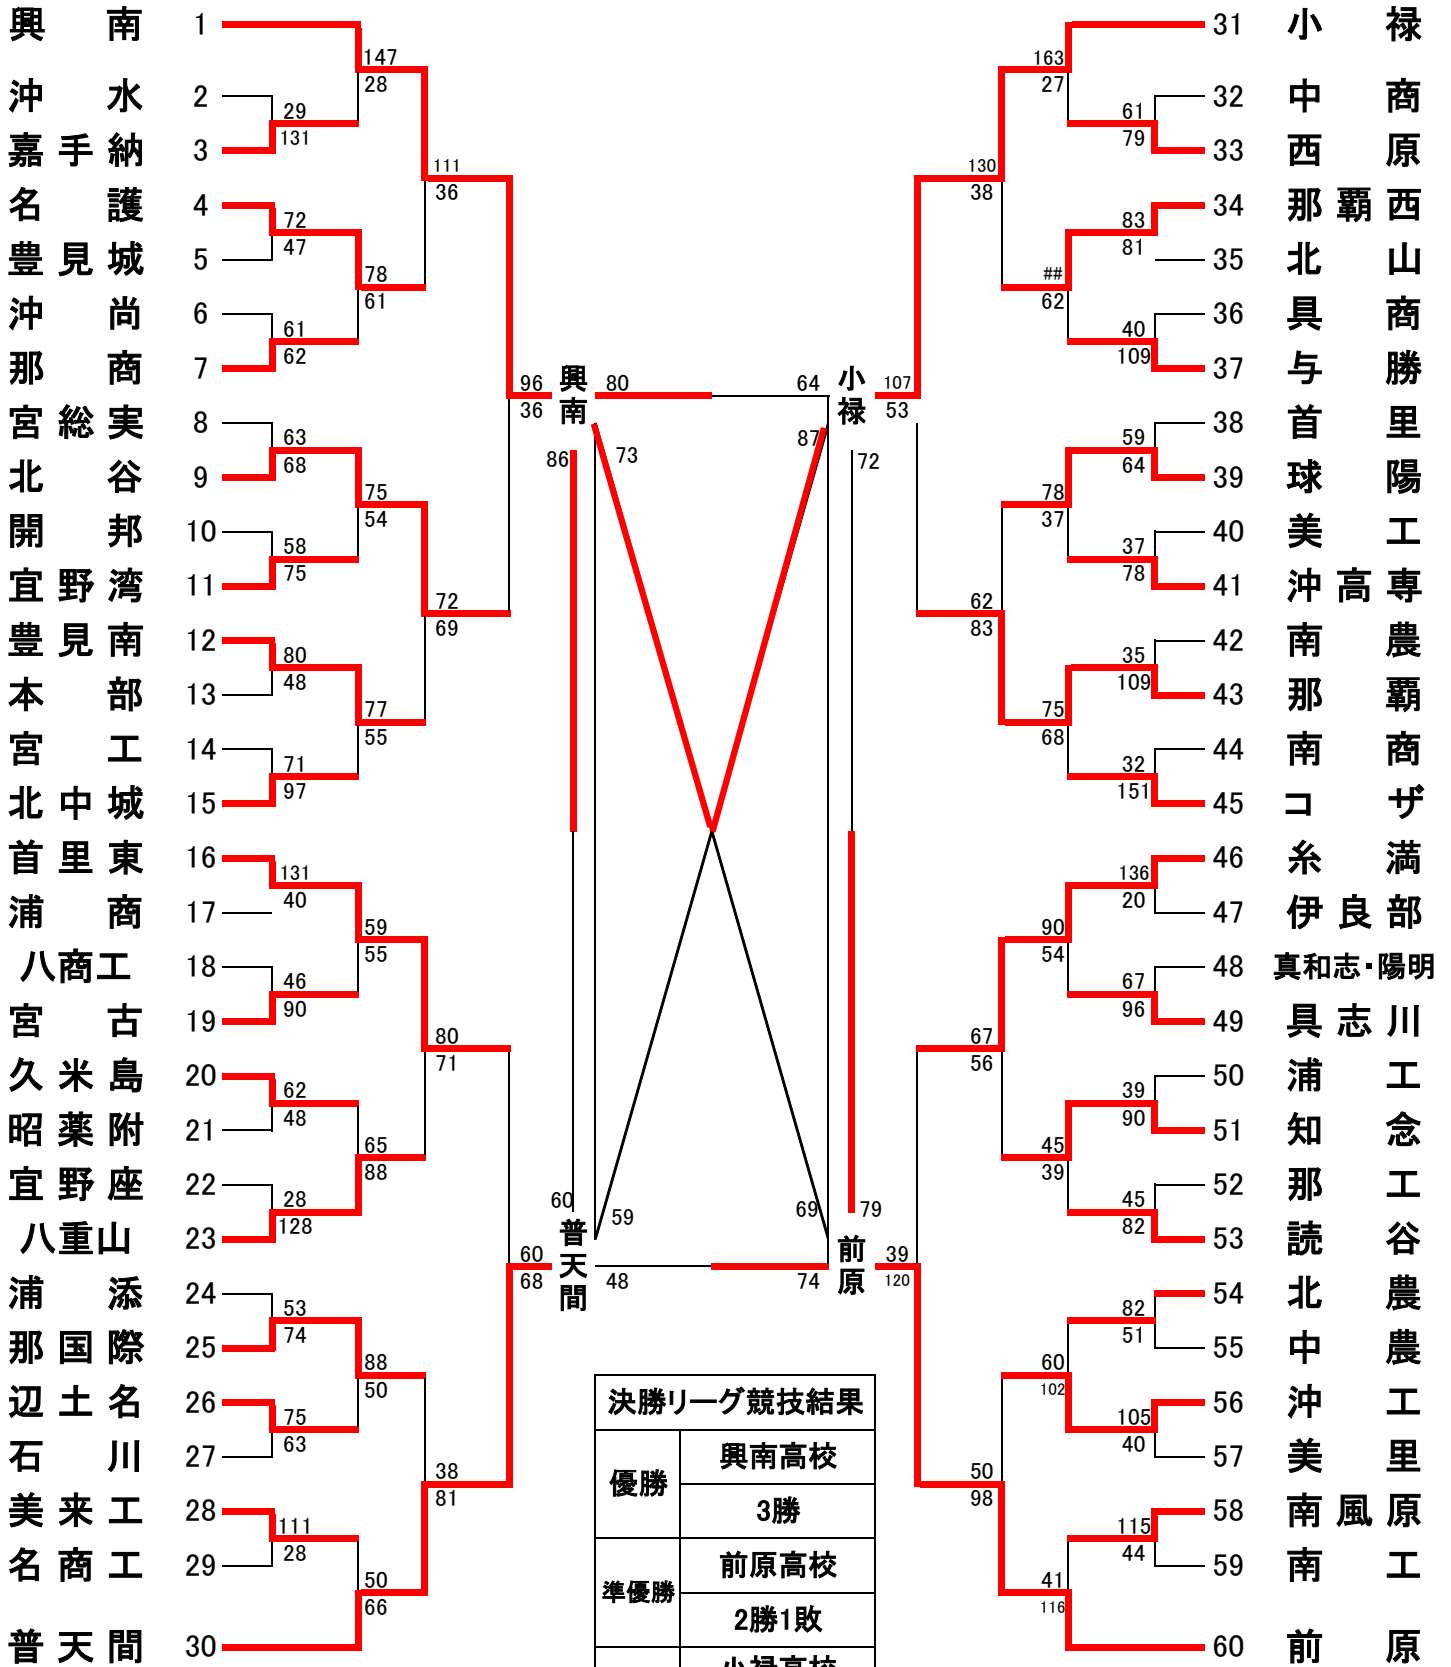 興南 1
沖水 2
嘉手納 3
名護 4
豊見城 5
沖尚 6
那商 7
宮総実 8
北谷 9
開邦 10
宜野湾 11
豊見南 12
本部 13
宮工 14
北中城 15
首里東 16
浦商 17
八商工 18
宮古 19
久米島 20
昭薬附 21
宜野座 22
八重山 23
浦添 24
那国際 25
辺土名 26
石川 27
美来工 28
名商工 29
普天間 30
147
28
29
131
111
36
72
47
78
61
61
62
96
36
63
68
75
54
58
75
72
69
80
48
77
55
71
97
131
40
59
55
46
90
80
71
62
48
65
88
28
128
60
68
53
74
88
50
75
63
38
81
111
28
50
66
興南
80
64
小禄
86
73
87
72
60
59
69
79
普天間
48
74
前原
163
27
61
79
130
38
83
81
##
62
40
109
107
53
59
64
78
37
37
78
62
83
35
109
75
68
32
151
136
20
90
54
67
96
67
56
39
90
45
39
45
82
39
120
82
51
60
102
105
40
50
98
115
44
41
116
31 小禄
32 中商
33 西原
34 那覇西
35 北山
36 具商
37 与勝
38 首里
39 球陽
40 美工
41 沖高専
42 南農
43 那覇
44 南商
45 コザ
46 糸満
47 伊良部
48 真和志・陽明
49 具志川
50 浦工
51 知念
52 那工
53 読谷
54 北農
55 中農
56 沖工
57 美里
58 南風原
59 南工
60 前原
決勝リーグ競技結果
優勝
興南高校
3勝
準優勝
前原高校
2勝1敗
小禄高校